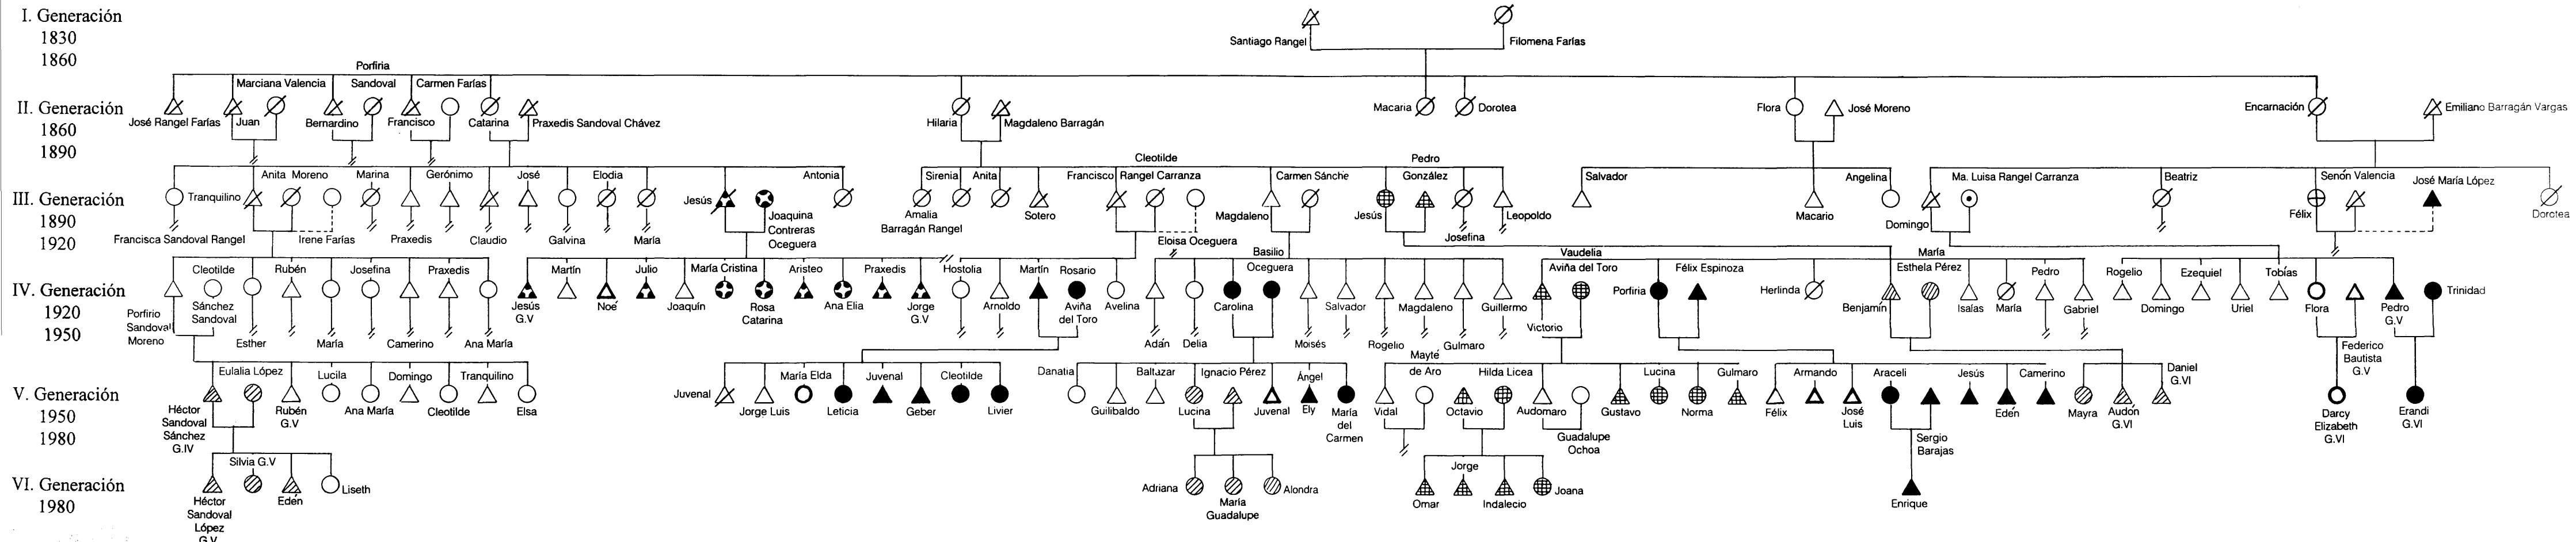 I. Generación
1830
1860
Santiago Rangel
Filomena Farías
Porfiria
Marciana Valencia
Sandoval
Carmen Farías
II. Generación
1860
1890
José Rangel Farías
Juan
Bernardino
Francisco
Catarina
Praxedis Sandoval Chávez
Hilaria
Magdaleno Barragán
Macaria
Dorotea
Flora
José Moreno
Encarnación
Emiliano Barragán Vargas
Cleotilde
Pedro
Anita Moreno
Marina
Gerónimo
José
Elodia
Antonia
Sirenia
Anita
Francisco
Rangel Carranza
Carmen Sánche
González
Salvador
Angelina
Ma. Luisa Rangel Carranza
Beatriz
Senón Valencia
José María López
III. Generación
1890
1920
Tranquilino
Jesús
Joaquina
Contreras
Oceguera
Amalia
Barragán Rangel
Sotero
Magdaleno
Jesús
Leopoldo
Macario
Domingo
Félix
Dorotea
Francisca Sandoval Rangel
Irene Farías
Praxedis
Claudio
Galvina
María
Eloisa Oceguera
Josefina
Basilio
Vaudelia
María
Cleotilde
Rubén
Josefina
Praxedis
Martín
Julio
María Cristina
Aristeo
Praxedis
Hostolia
Martín
Rosario
Oceguera
Aviña del Toro
Félix Espinoza
Esthela Pérez
Pedro
Rogelio
Ezequiel
Tobías
IV. Generación
1920
1950
Porfirio
Sandoval
Moreno
Sánchez
Sandoval
Esther
María
Camerino
Ana María
Jesús
G.V
Noé
Joaquín
Rosa
Catarina
Ana Elia
Jorge
G.V
Arnoldo
Aviña
del Toro
Avelina
Adán
Delia
Carolina
Moisés
Salvador
Rogelio
Magdaleno
Gulmaro
Guillermo
Victorio
Porfiria
Herlinda
Benjamín
Isaías
María
Gabriel
Domingo
Uriel
Flora
Federico
Bautista
G.V
Pedro
G.V
Trinidad
Eulalia López
Lucila
Domingo
Tranquilino
María Elda
Juvenal
Cleotilde
Danatia
Baltazar
Ignacio Pérez
Ángel
Mayté
de Aro
Hilda Licea
Lucina
Gulmaro
Armando
Araceli
Jesús
Camerino
Daniel
G.VI
V. Generación
1950
1980
Héctor
Sandoval
Sánchez
G.IV
Rubén
G.V
Ana María
Cleotilde
Elsa
Juvenal
Jorge Luis
Leticia
Geber
Livier
Guilibaldo
Lucina
Juvenal
Ely
María
del
Carmen
Vidal
Octavio
Audomaro
Guadalupe
Ochoa
Gustavo
Norma
Félix
José
Luis
Sergio
Barajas
Edén
Mayra
Audón
G.VI
Darcy
Elizabeth
G.VI
Erandi
G.VI
Silvia G.V
Jorge
VI. Generación
1980
Héctor
Sandoval
López
G.V
Edén
Liseth
Adriana
María
Guadalupe
Alondra
Omar
Indalecio
Joana
Enrique